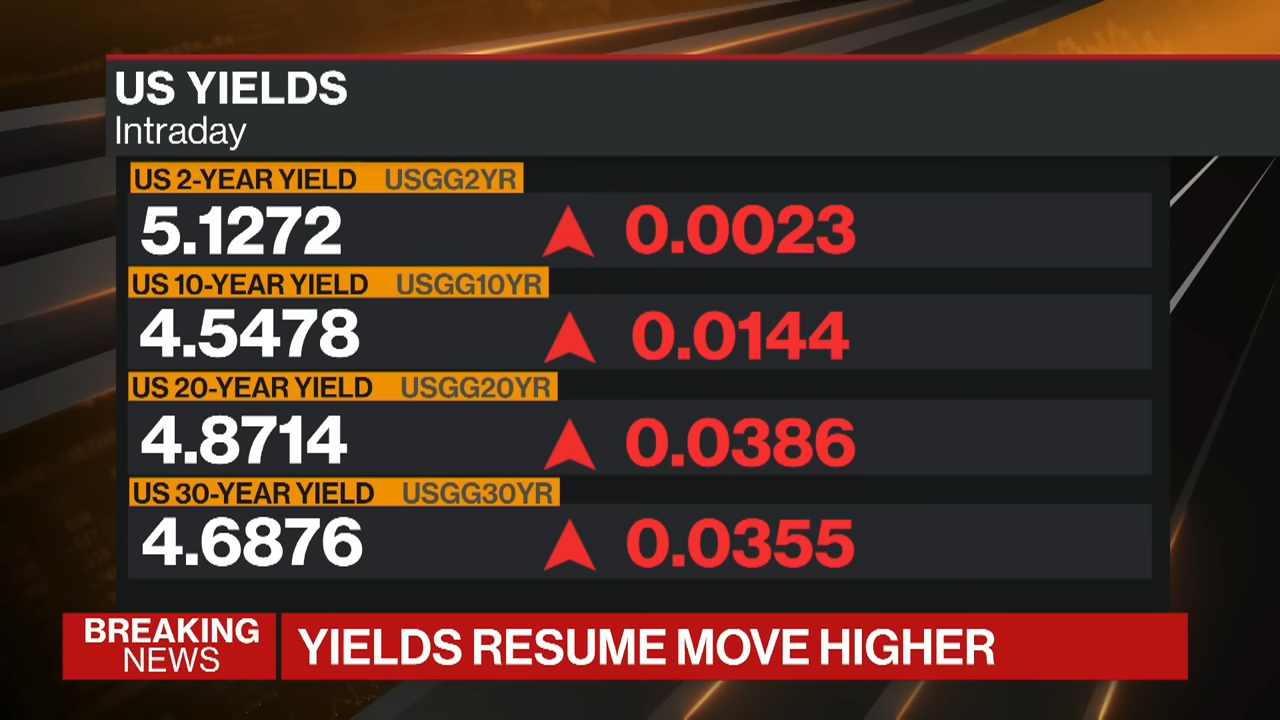 US YIELDS
Intraday
US 2-YEAR YIELD USGG2YR
5.1272 ▲ 0.0023
US 10-YEAR YIELD USGG10YR
4.5478 ▲ 0.0144
US 20-YEAR YIELD USGG20YR
4.8714 ▲ 0.0386
US 30-YEAR YIELD USGG30YR
4.6876 ▲ 0.0355
BREAKING NEWS
YIELDS RESUME MOVE HIGHER